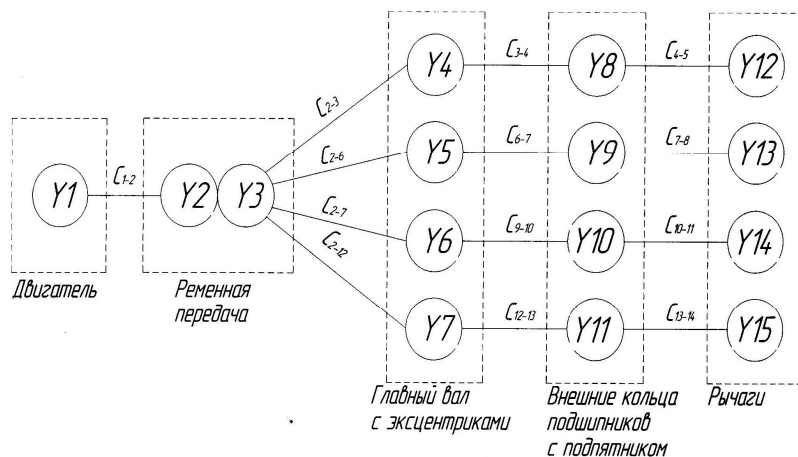 Y4 C3-4 Y8 C4-5 Y12
C2-3
Y5 C6-7 Y9 C7-8 Y13
C2-6
Y1 C1-2 Y2 Y3
C2-7
Y6 C9-10 Y10 C10-11 Y14
C2-12
Y7 C12-13 Y11 C13-14 Y15
Двигатель
Ременная
передача
Главный вал
с эксцентриками
Внешние кольца
подшипников
с подпятником
Рычаги